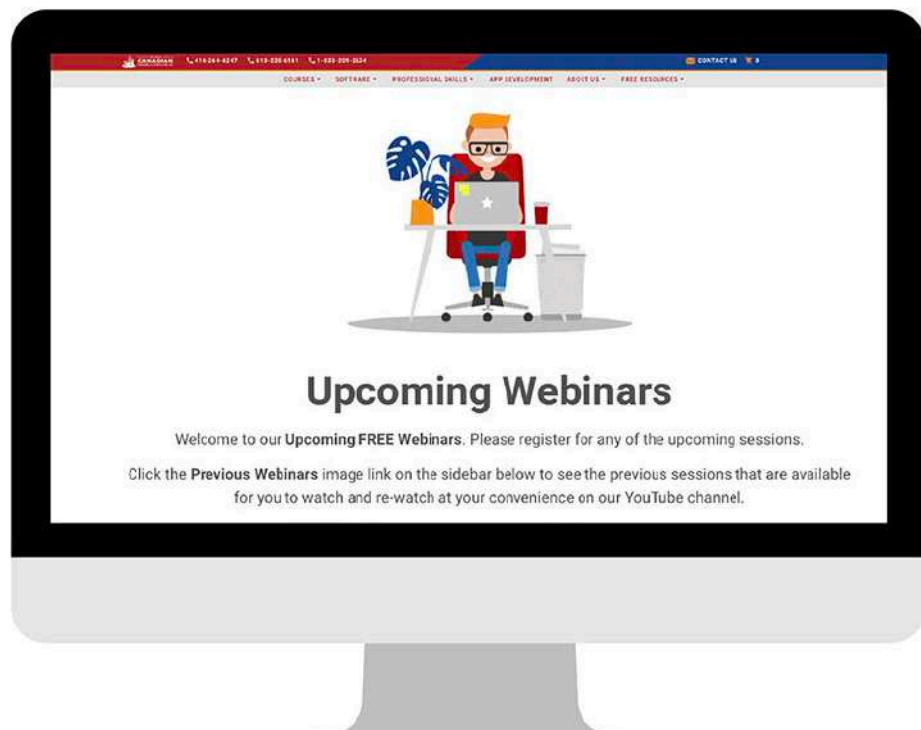 CANADIAN
CONTACT US 0
COURSES SOFTWARE PROFESSIONAL SKILLS APP DEVELOPMENT ABOUT US FREE RESOURCES
Upcoming Webinars
Welcome to our Upcoming FREE Webinars. Please register for any of the upcoming sessions.
Click the Previous Webinars image link on the sidebar below to see the previous sessions that are available
for you to watch and re-watch at your convenience on our YouTube channel.